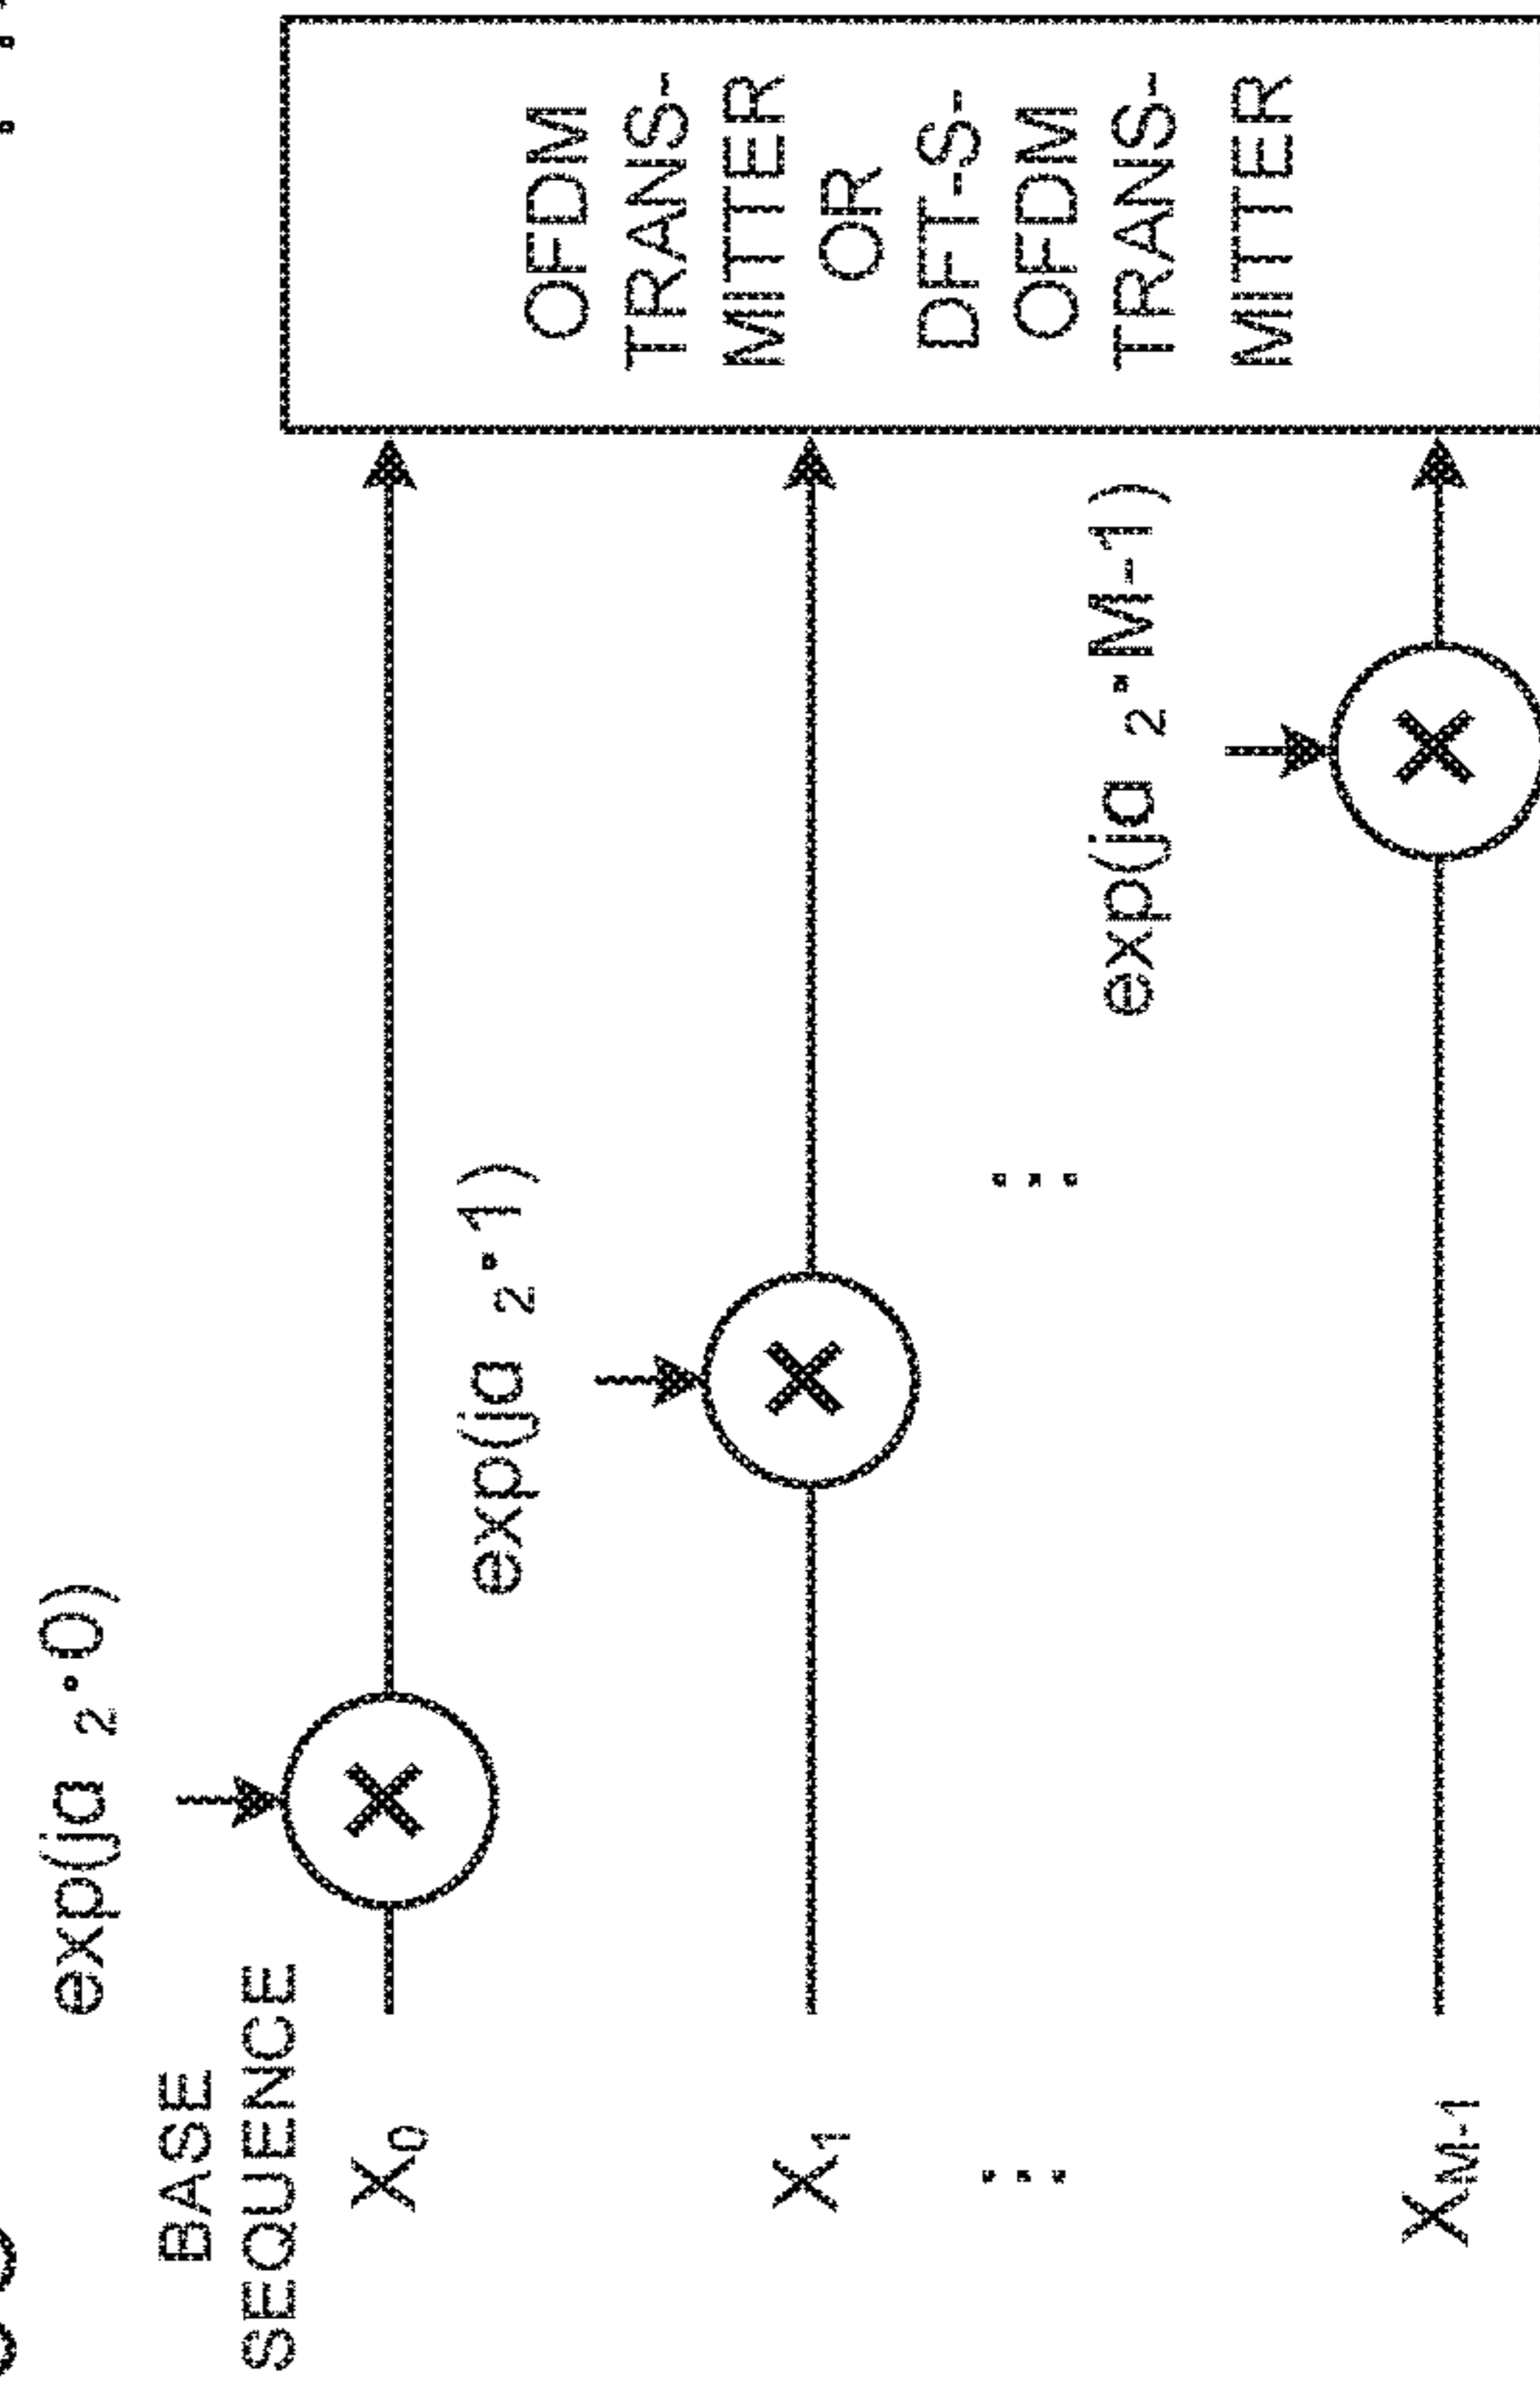 exp(jα 2·0)
BASE
SEQUENCE
X0
exp(jα 2·1)
X1
...
...
exp(jα 2·M-1)
XM-1
OFDM
TRANS-
MITTER
OR
DFT-S-
OFDM
TRANS-
MITTER